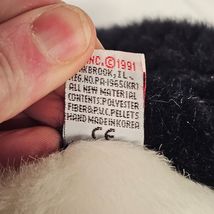 INC.© 1991
OAKBROOK, IL.
REG.NO.PA-1965(KR)
ALL NEW MATERIAL
CONTENTS:POLYESTER
FIBER&P.V.C.PELLETS
HAND MADE IN KOREA
CE